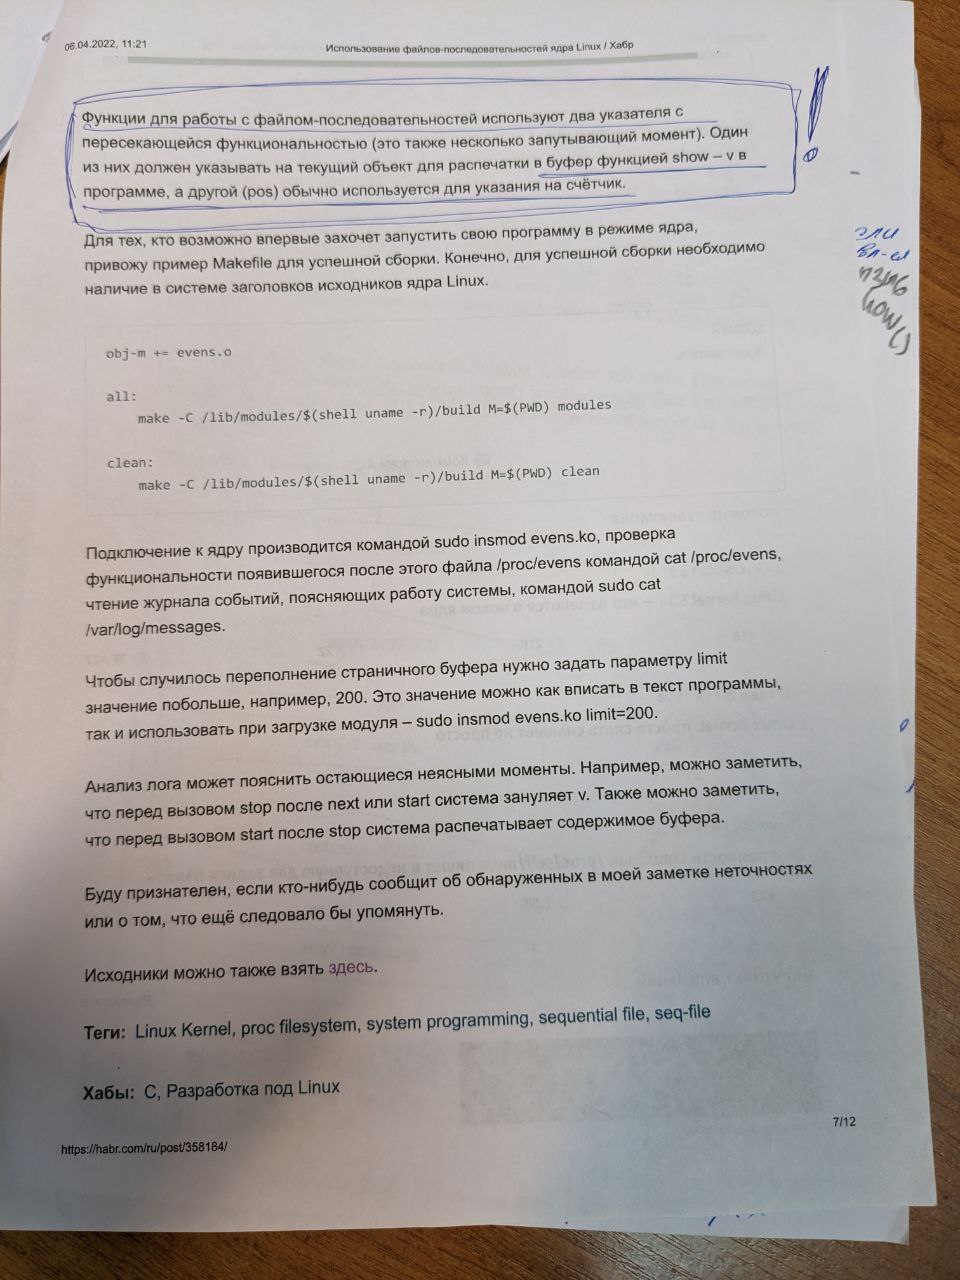 06.04.2022, 11:21
Использование файлов-последовательностей ядра Linux / Хабр
Функции для работы с файлом-последовательностей используют два указателя с
пересекающейся функциональностью (это также несколько запутывающий момент). Один
из них должен указывать на текущий объект для распечатки в буфер функцией show – v в
программе, а другой (pos) обычно используется для указания на счётчик.
Для тех, кто возможно впервые захочет запустить свою программу в режиме ядра,
привожу пример Makefile для успешной сборки. Конечно, для успешной сборки необходимо
наличие в системе заголовков исходников ядра Linux.
obj-m += evens.o
all:
make -C /lib/modules/$(shell uname -r)/build M=$(PWD) modules
clean:
make -C /lib/modules/$(shell uname -r)/build M=$(PWD) clean
Подключение к ядру производится командой sudo insmod evens.ko, проверка
функциональности появившегося после этого файла /proc/evens командой cat /proc/evens,
чтение журнала событий, поясняющих работу системы, командой sudo cat
/var/log/messages.
Чтобы случилось переполнение страничного буфера нужно задать параметру limit
значение побольше, например, 200. Это значение можно как вписать в текст программы,
так и использовать при загрузке модуля – sudo insmod evens.ko limit=200.
Анализ лога может пояснить остающиеся неясными моменты. Например, можно заметить,
что перед вызовом stop после next или start система зануляет v. Также можно заметить,
что перед вызовом start после stop система распечатывает содержимое буфера.
Буду признателен, если кто-нибудь сообщит об обнаруженных в моей заметке неточностях
или о том, что ещё следовало бы упомянуть.
Исходники можно также взять здесь.
Теги: Linux Kernel, proc filesystem, system programming, sequential file, seq-file
Хабы: C, Разработка под Linux
7/12
https://habr.com/ru/post/358184/